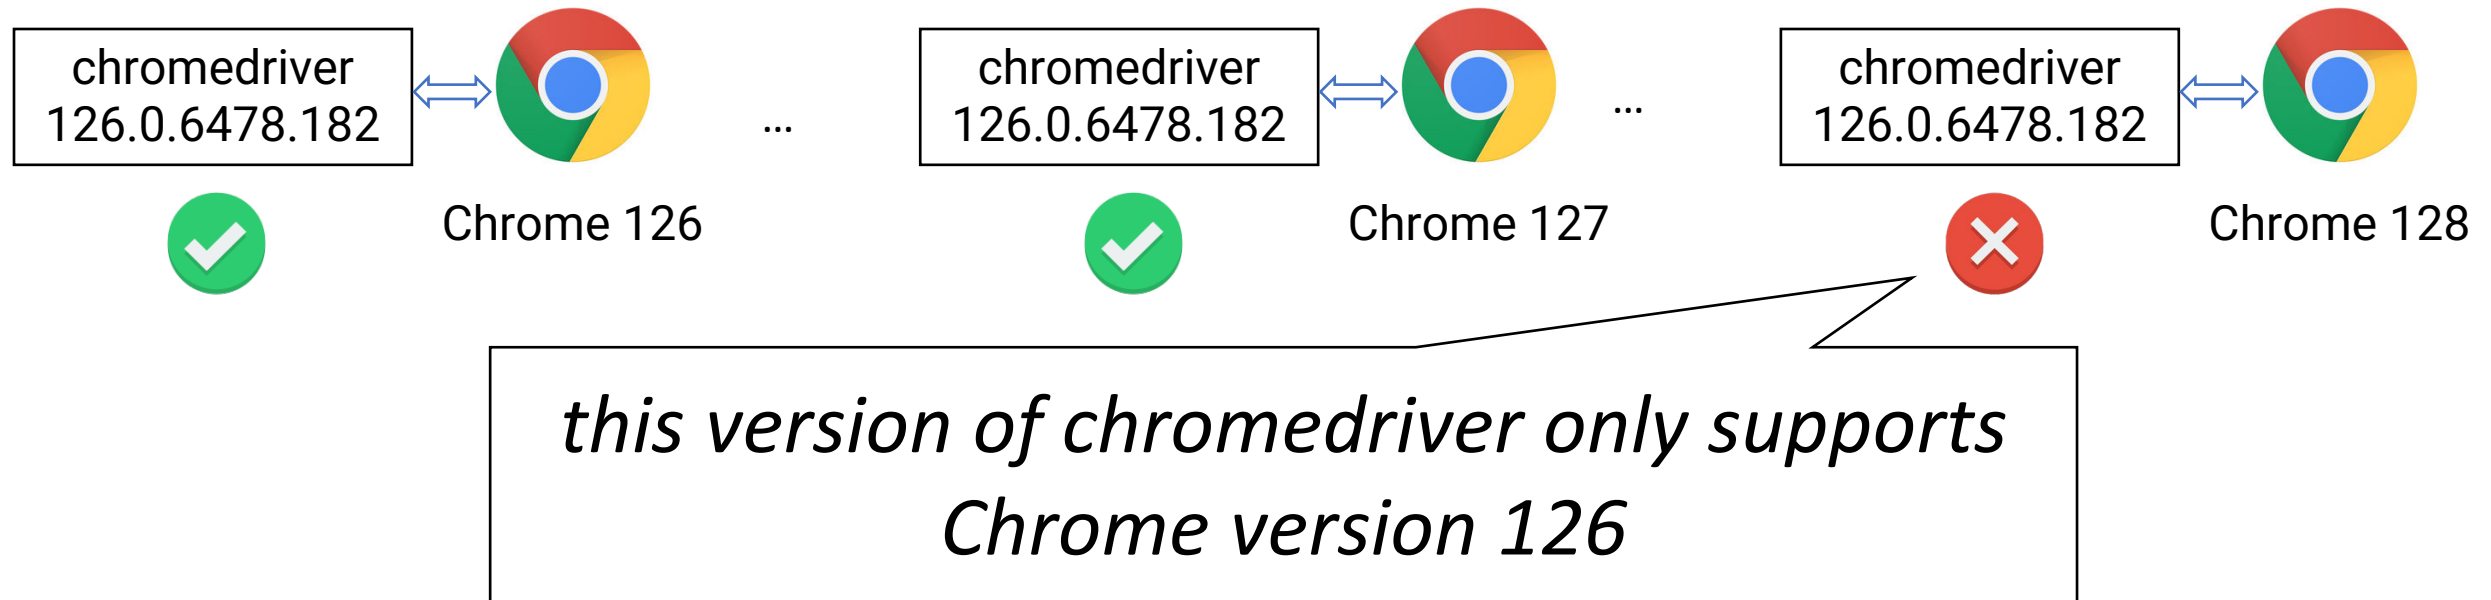 chromedriver
126.0.6478.182
Chrome 126
...
chromedriver
126.0.6478.182
Chrome 127
...
chromedriver
126.0.6478.182
Chrome 128
this version of chromedriver only supports
Chrome version 126